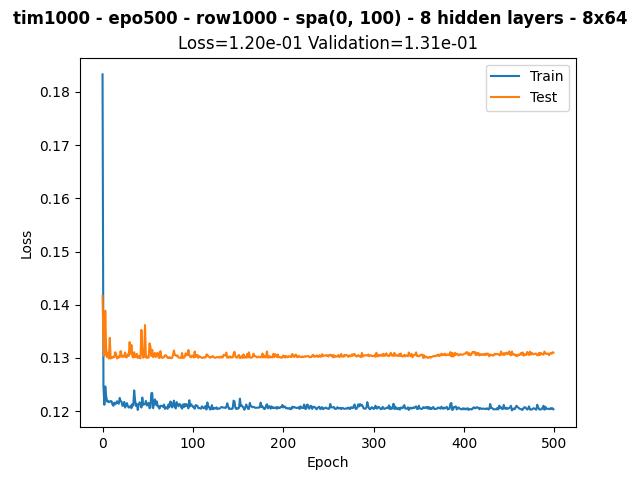 tim1000 - epo500 - row1000 - spa(0, 100) - 8 hidden layers - 8x64
Loss=1.20e-01 Validation=1.31e-01
Train
Test
0.18
0.17
0.16
0.15
0.14
0.13
0.12
Loss
0 100 200 300 400 500
Epoch